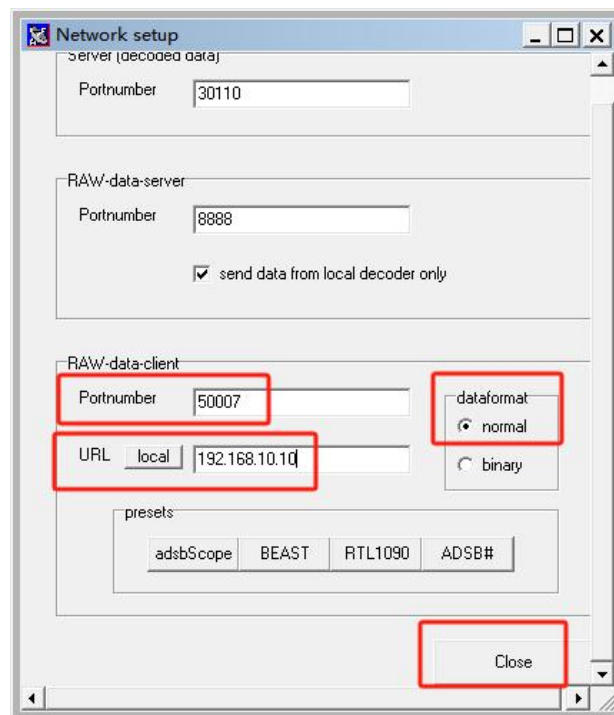 Network setup
Server (decoded data)
Portnumber 30110
RAW-data-server
Portnumber 8888
send data from local decoder only
RAW-data-client
Portnumber 50007
dataformat
normal
URL local 192.168.10.10
binary
presets
adsbScope BEAST RTL1090 ADSB#
Close